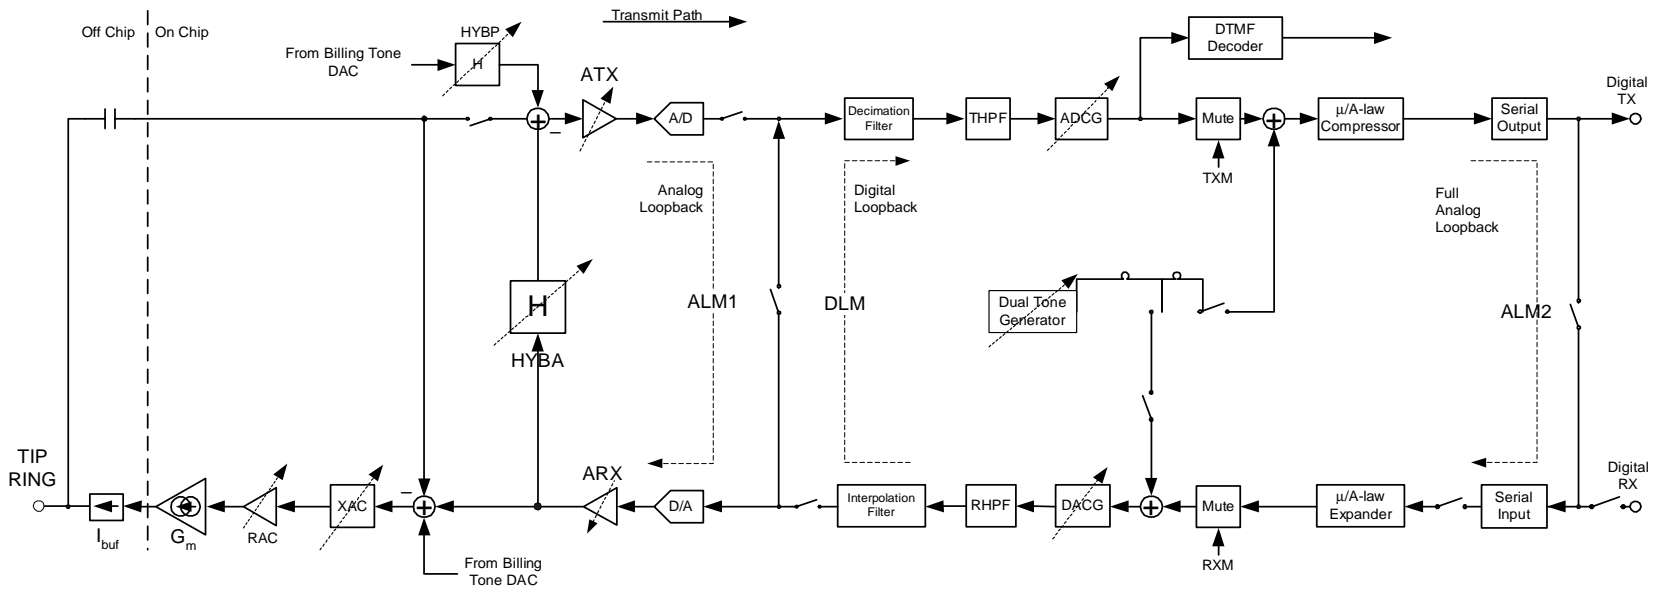 Transmit Path
Off Chip
On Chip
HYBP
From Billing Tone
DAC
H
ATX
A/D
+
–
Decimation
Filter
THPF
ADCG
DTMF
Decoder
Mute
TXM
+
μ/A-law
Compressor
Serial
Output
Digital
TX
Analog
Loopback
Digital
Loopback
Full
Analog
Loopback
H
HYBA
ALM1
DLM
Dual Tone
Generator
ALM2
TIP
RING
Ibuf
Gm
RAC
XAC
–
+
From Billing
Tone DAC
ARX
D/A
Interpolation
Filter
RHPF
DACG
+
Mute
RXM
μ/A-law
Expander
Serial
Input
Digital
RX